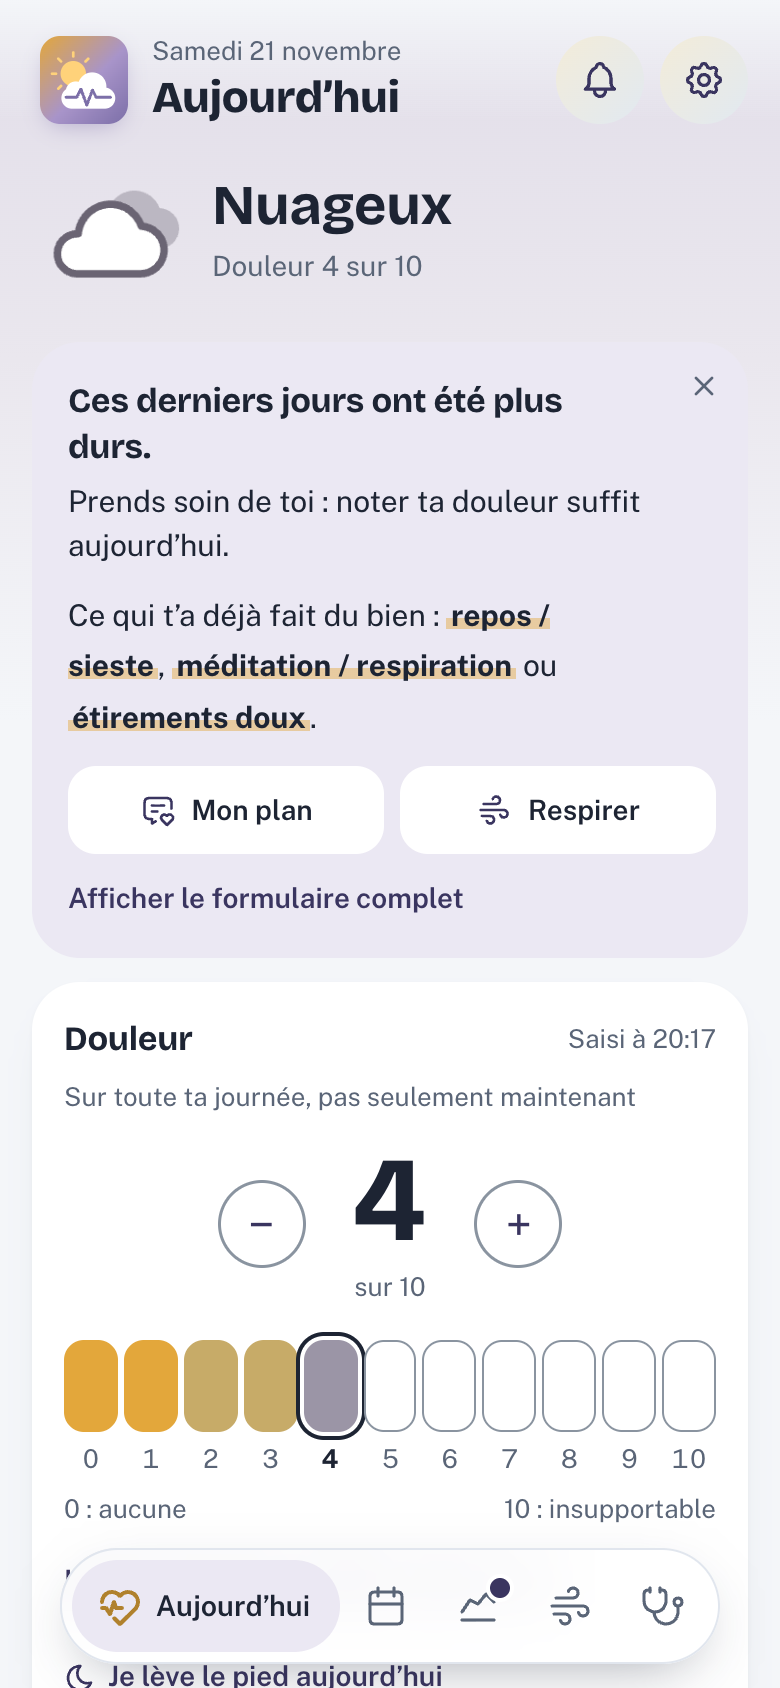 Samedi 21 novembre
Aujourd’hui
Nuageux
Douleur 4 sur 10
Ces derniers jours ont été plus
durs.
Prends soin de toi : noter ta douleur suffit
aujourd’hui.
Ce qui t’a déjà fait du bien : repos /
sieste, méditation / respiration ou
étirements doux.
Mon plan
Respirer
Afficher le formulaire complet
Douleur
Saisi à 20:17
Sur toute ta journée, pas seulement maintenant
−
4
+
sur 10
0 1 2 3 4 5 6 7 8 9 10
0 : aucune
10 : insupportable
Aujourd’hui
Je lève le pied aujourd’hui